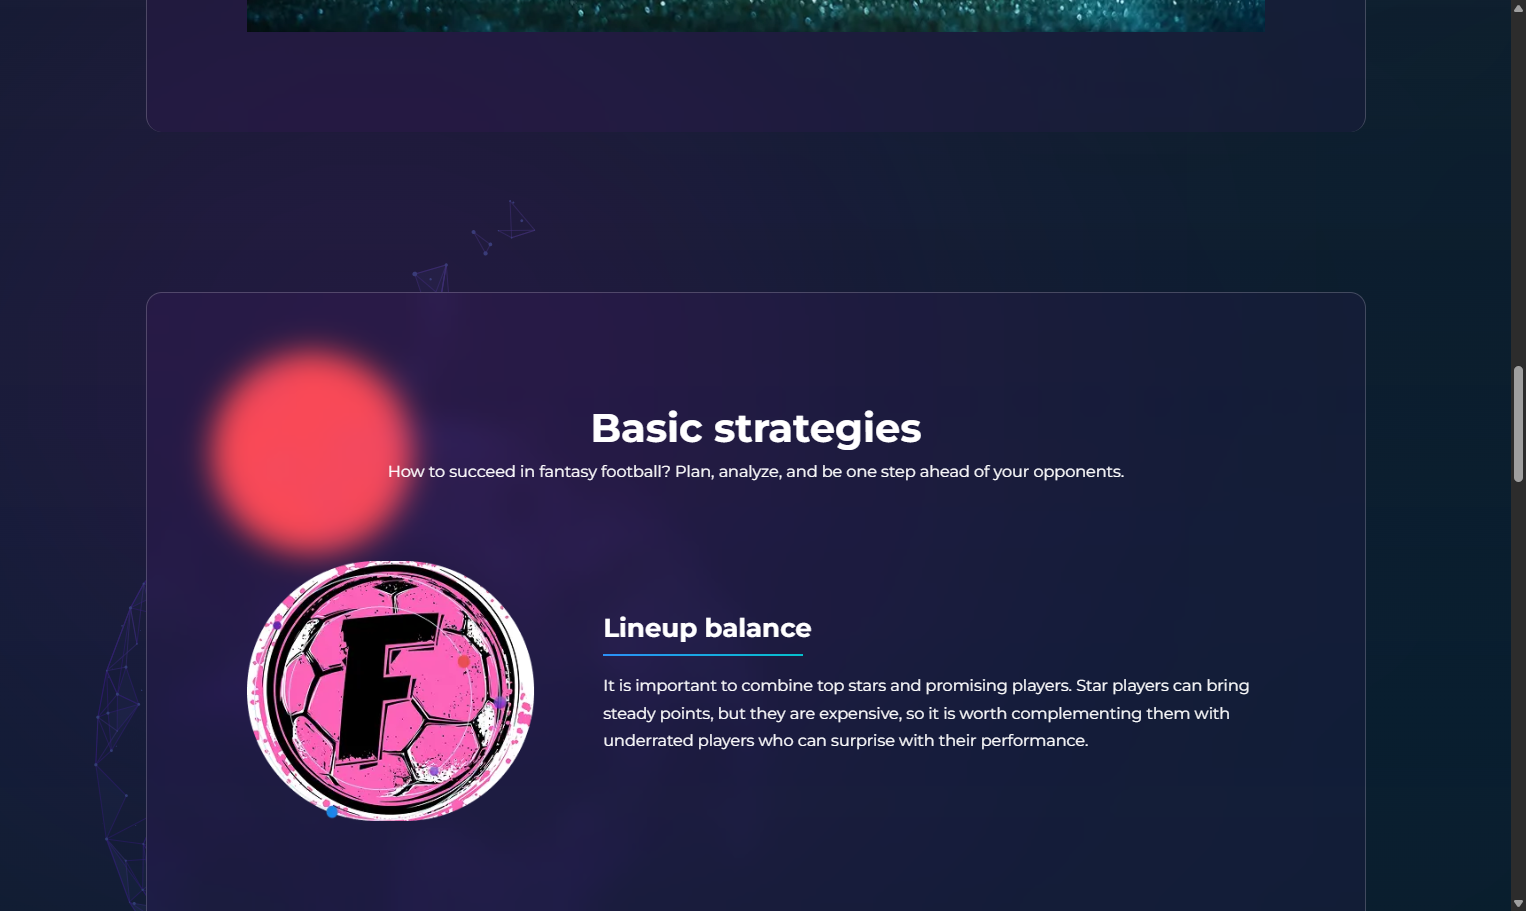 Basic strategies
How to succeed in fantasy football? Plan, analyze, and be one step ahead of your opponents.
F
Lineup balance
It is important to combine top stars and promising players. Star players can bring
steady points, but they are expensive, so it is worth complementing them with
underrated players who can surprise with their performance.